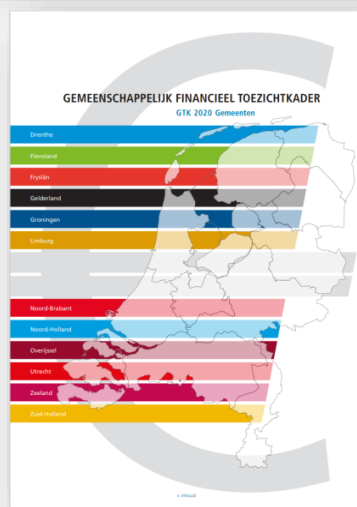 GEMEENSCHAPPELIJK FINANCIEEL TOEZICHTKADER
GTK 2020 Gemeenten
Drenthe
Flevoland
Fryslân
Gelderland
Groningen
Limburg
Noord-Brabant
Noord-Holland
Overijssel
Utrecht
Zeeland
Zuid-Holland
< Inhoud